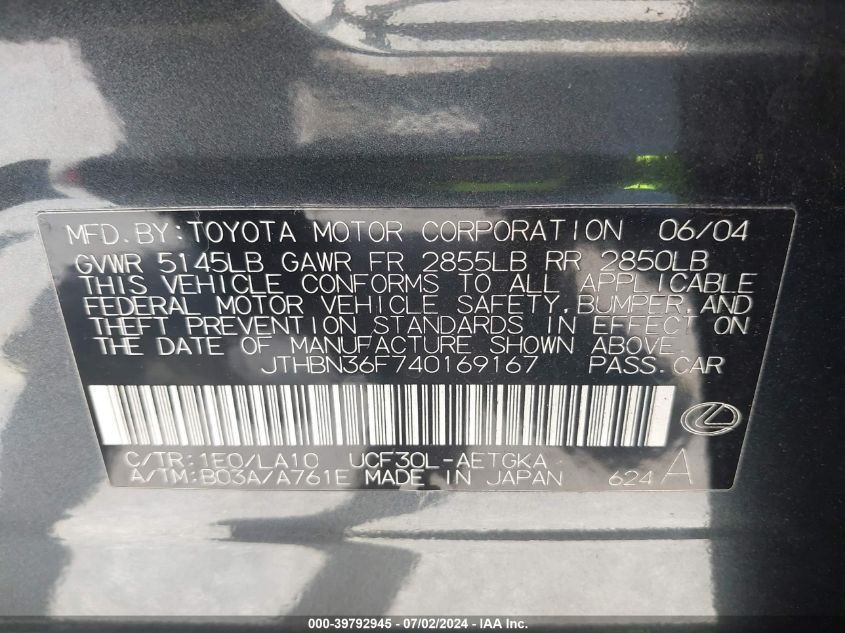 MFD.BY:TOYOTA MOTOR CORPORATION 06/04
GVWR 5145LB GAWR FR 2855LB RR 2850LB
THIS VEHICLE CONFORMS TO ALL APPLICABLE
FEDERAL MOTOR VEHICLE SAFETY,BUMPER,AND
THEFT PREVENTION STANDARDS IN EFFECT ON
THE DATE OF MANUFACTURE SHOWN ABOVE.
JTHBN36F740169167 PASS.CAR
C/TR:1E0/LA10 UCF30L-AETGKA
A/TM:B03A/A761E MADE IN JAPAN 624 A
000-39792945 - 07/02/2024 - IAA Inc.